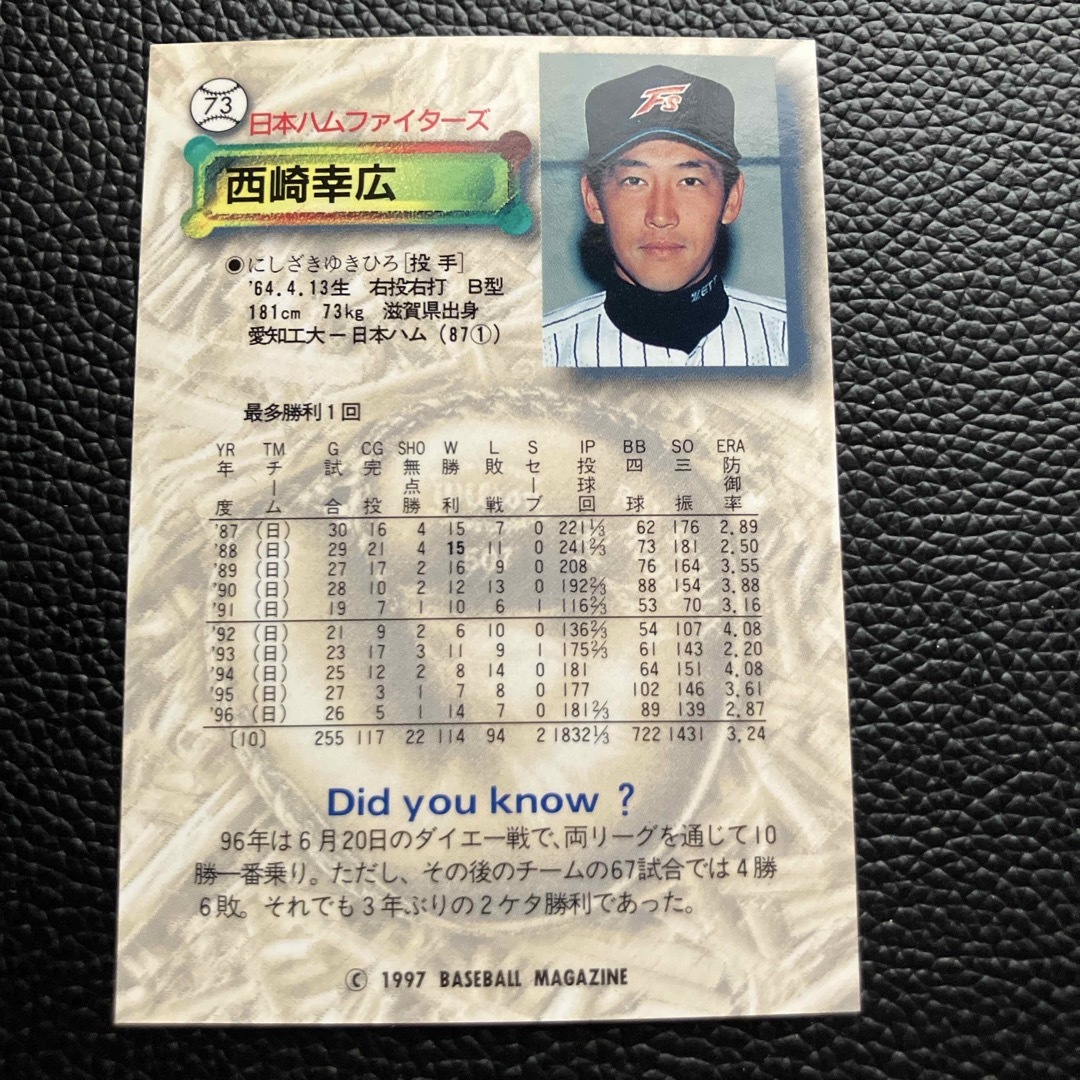 73
日本ハムファイターズ
西崎幸広
Fs
◉にしざきゆきひろ[投手]
'64.4.13生 右投右打 B型
181cm 73kg 滋賀県出身
愛知工大－日本ハム（87①）
最多勝利1回
YR TM G CG SHO W L S IP BB SO ERA
年度 チーム 試合 完投 無点勝 勝利 敗戦 セーブ 投球回 四球 三振 防御率
'87 (日) 30 16 4 15 7 0 221⅓ 62 176 2.89
'88 (日) 29 21 4 15 11 0 241⅔ 73 181 2.50
'89 (日) 27 17 2 16 9 0 208 76 164 3.55
'90 (日) 28 10 2 12 13 0 192⅔ 88 154 3.88
'91 (日) 19 7 1 10 6 1 116⅔ 53 70 3.16
'92 (日) 21 9 2 6 10 0 136⅔ 54 107 4.08
'93 (日) 23 17 3 11 9 1 175⅔ 61 143 2.20
'94 (日) 25 12 2 8 14 0 181 64 151 4.08
'95 (日) 27 3 1 7 8 0 177 102 146 3.61
'96 (日) 26 5 1 14 7 0 181⅔ 89 139 2.87
〔10〕 255 117 22 114 94 2 1832⅓ 722 1431 3.24
Did you know ?
96年は6月20日のダイエー戦で、両リーグを通じて10
勝一番乗り。ただし、その後のチームの67試合では4勝
6敗。それでも3年ぶりの2ケタ勝利であった。
© 1997 BASEBALL MAGAZINE